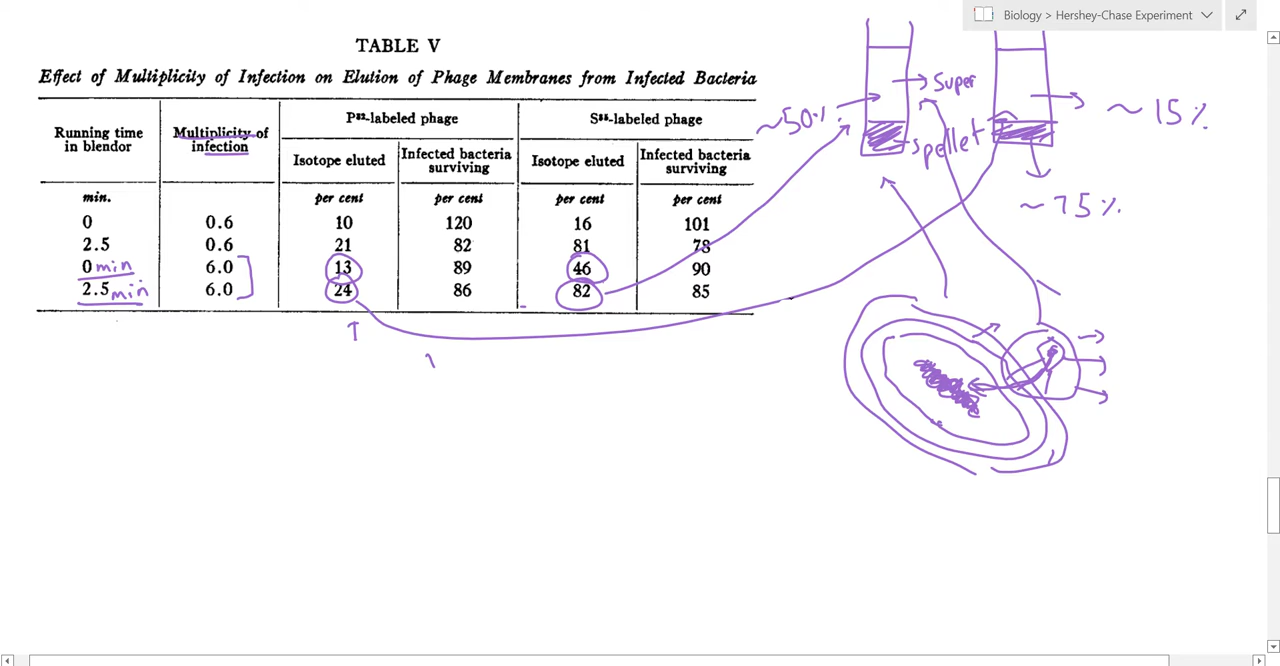 Biology > Hershey-Chase Experiment
TABLE V
Effect of Multiplicity of Infection on Elution of Phage Membranes from Infected Bacteria
Running time in blendor
Multiplicity of infection
P³²-labeled phage
S³⁵-labeled phage
Isotope eluted
Infected bacteria surviving
Isotope eluted
Infected bacteria surviving
min. per cent per cent per cent per cent
0 0.6 10 120 16 101
2.5 0.6 21 82 81 78
0 min 6.0 13 89 46 90
2.5 min 6.0 24 86 82 85
Super
~50%
pellet
~15%
~75%